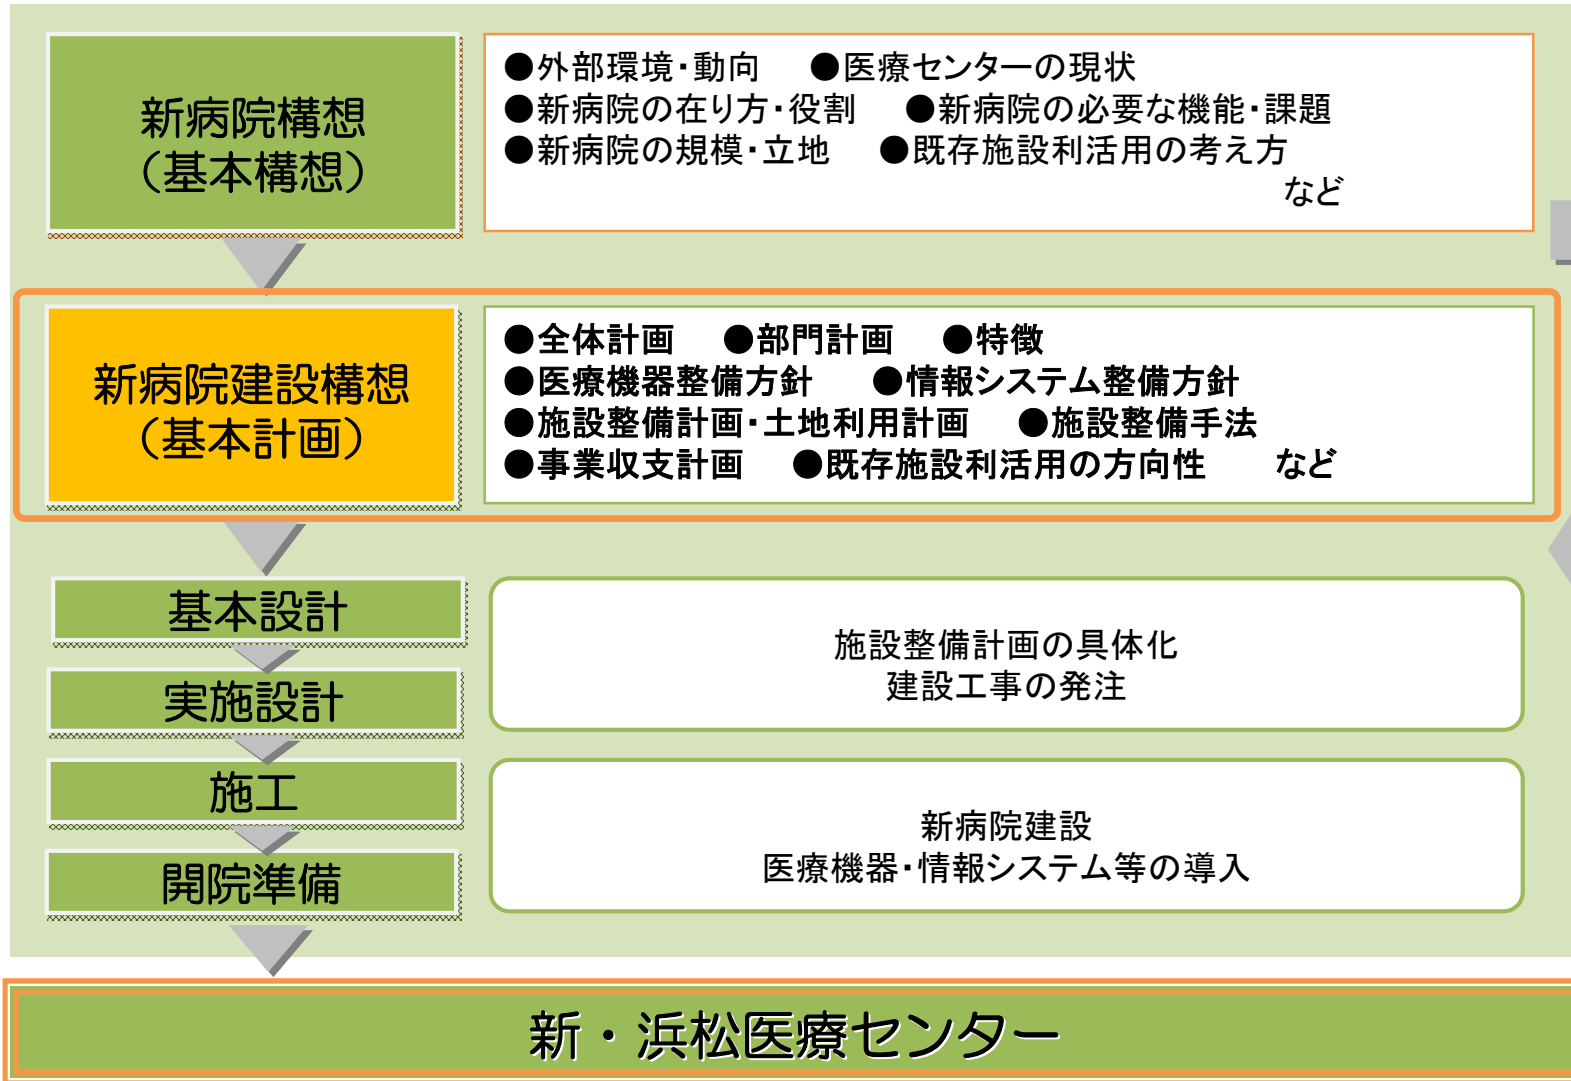 新病院構想
（基本構想）
●外部環境・動向　●医療センターの現状
●新病院の在り方・役割　●新病院の必要な機能・課題
●新病院の規模・立地　●既存施設利活用の考え方
など
新病院建設構想
（基本計画）
●全体計画　●部門計画　●特徴
●医療機器整備方針　●情報システム整備方針
●施設整備計画・土地利用計画　●施設整備手法
●事業収支計画　●既存施設利活用の方向性　など
基本設計
実施設計
施設整備計画の具体化
建設工事の発注
施工
開院準備
新病院建設
医療機器・情報システム等の導入
新・浜松医療センター